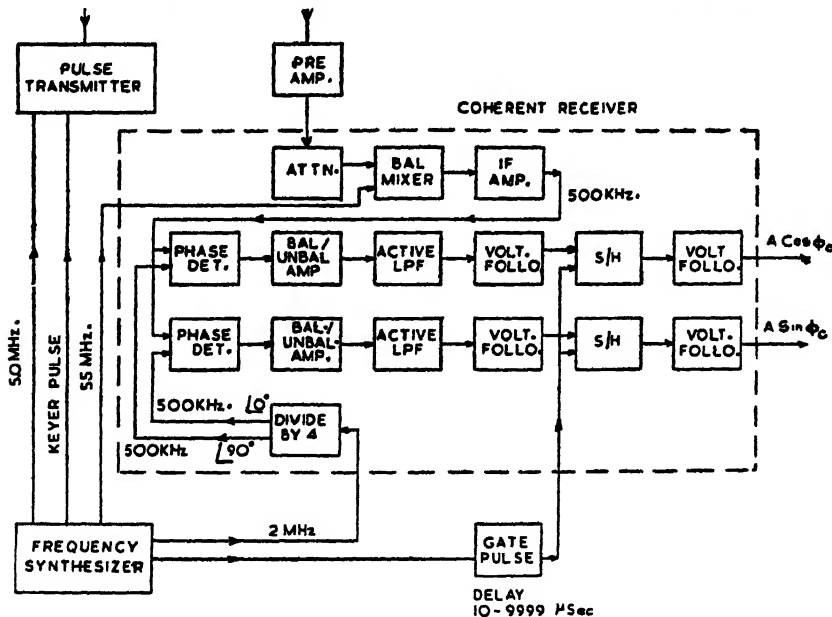 PULSE
TRANSMITTER
PRE
AMP.
COHERENT RECEIVER
ATTN.
BAL
MIXER
IF
AMP.
500KHz.
PHASE
DET.
BAL/
UNBAL
AMP
ACTIVE
LPF
VOLT.
FOLLO.
S/H
VOLT
FOLLO.
A Cos ϕc
PHASE
DET.
BAL-/
UNBAL-
AMP.
ACTIVE
LPF
VOLT.
FOLLO.
S/H
VOLT.
FOLLO.
A Sin ϕc
5.0 MHz.
KEYER PULSE
5.5 MHz.
500KHz. 0°
500KHz 90°
DIVIDE
BY 4
2 MHz
FREQUENCY
SYNTHESIZER
GATE
PULSE
DELAY
10-9999 μSec